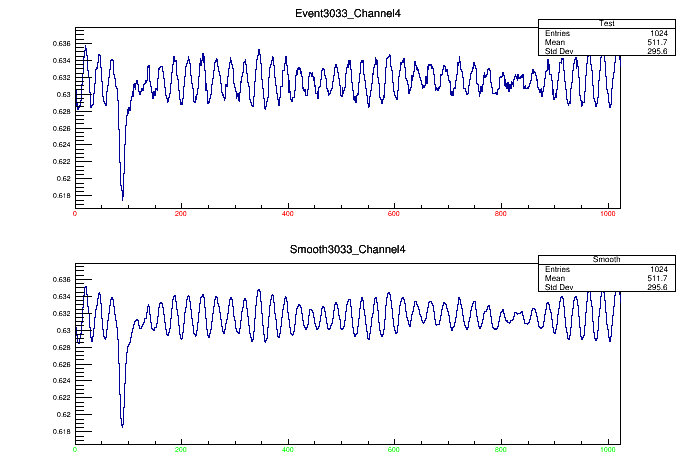 Event3033_Channel4
Test
Entries 1024
Mean 511.7
Std Dev 295.6
0.636
0.634
0.632
0.63
0.628
0.626
0.624
0.622
0.62
0.618
0 200 400 600 800 1000
Smooth3033_Channel4
Smooth
Entries 1024
Mean 511.7
Std Dev 295.6
0.636
0.634
0.632
0.63
0.628
0.626
0.624
0.622
0.62
0.618
0 200 400 600 800 1000